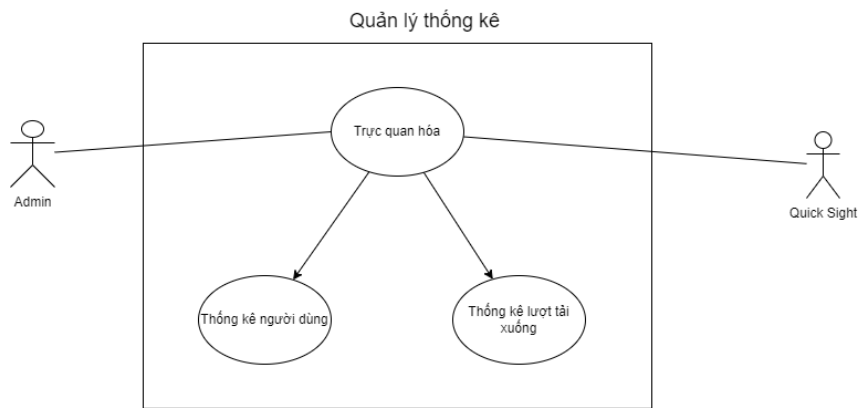 Quản lý thống kê
Trực quan hóa
Admin
Quick Sight
Thống kê người dùng
Thống kê lượt tải
xuống